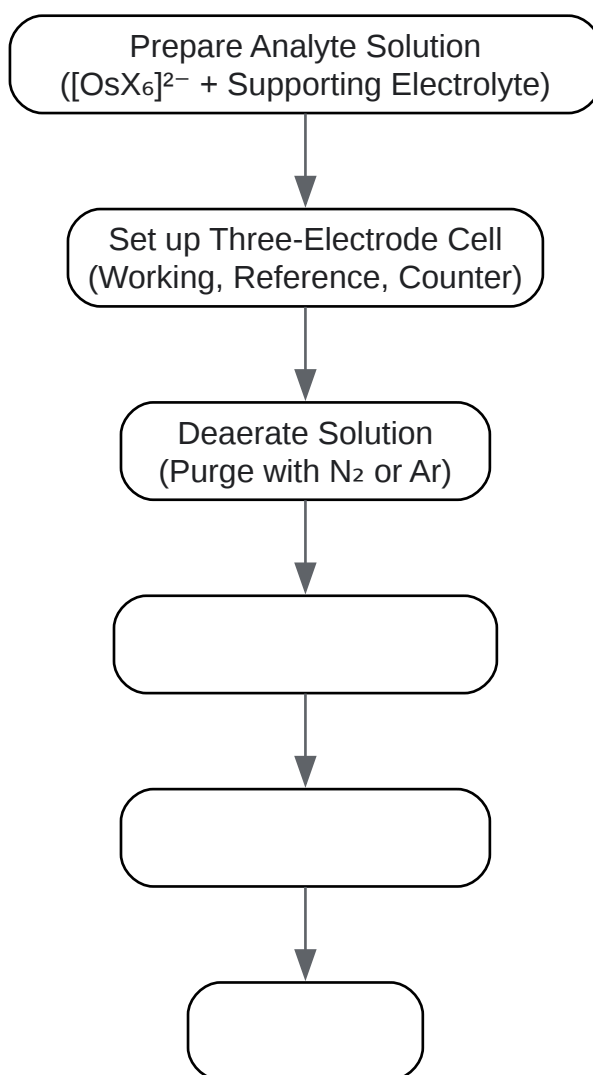 Prepare Analyte Solution
([OsX₆]²⁻ + Supporting Electrolyte)
Set up Three-Electrode Cell
(Working, Reference, Counter)
Deaerate Solution
(Purge with N₂ or Ar)